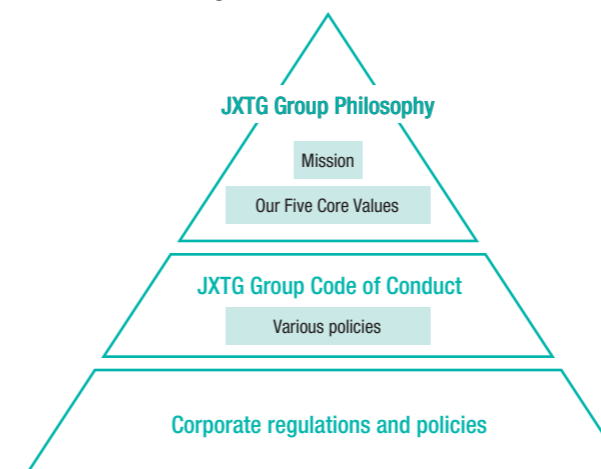 JXTG Group Philosophy
Mission
Our Five Core Values
JXTG Group Code of Conduct
Various policies
Corporate regulations and policies